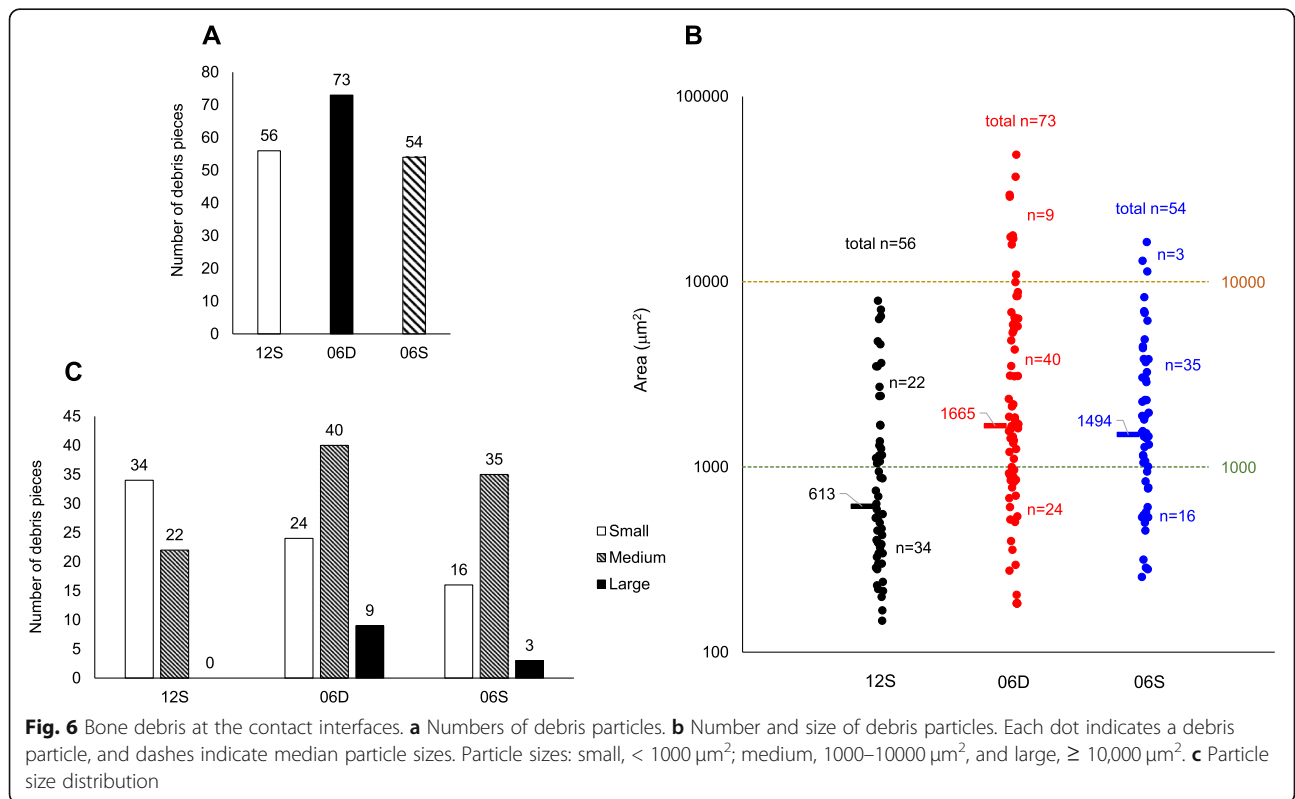 A
Number of debris pieces
80
70
60
50
40
30
20
10
0
56
73
54
12S
06D
06S
B
Area (µm²)
100000
10000
1000
100
total n=56
n=22
613
n=34
total n=73
n=9
n=40
1665
n=24
total n=54
n=3
n=35
1494
n=16
10000
1000
12S
06D
06S
C
Number of debris pieces
45
40
35
30
25
20
15
10
5
0
34
22
0
24
40
9
16
35
3
12S
06D
06S
Small
Medium
Large
Fig. 6 Bone debris at the contact interfaces. a Numbers of debris particles. b Number and size of debris particles. Each dot indicates a debris
particle, and dashes indicate median particle sizes. Particle sizes: small, < 1000 µm²; medium, 1000–10000 µm², and large, ≥ 10,000 µm². c Particle
size distribution